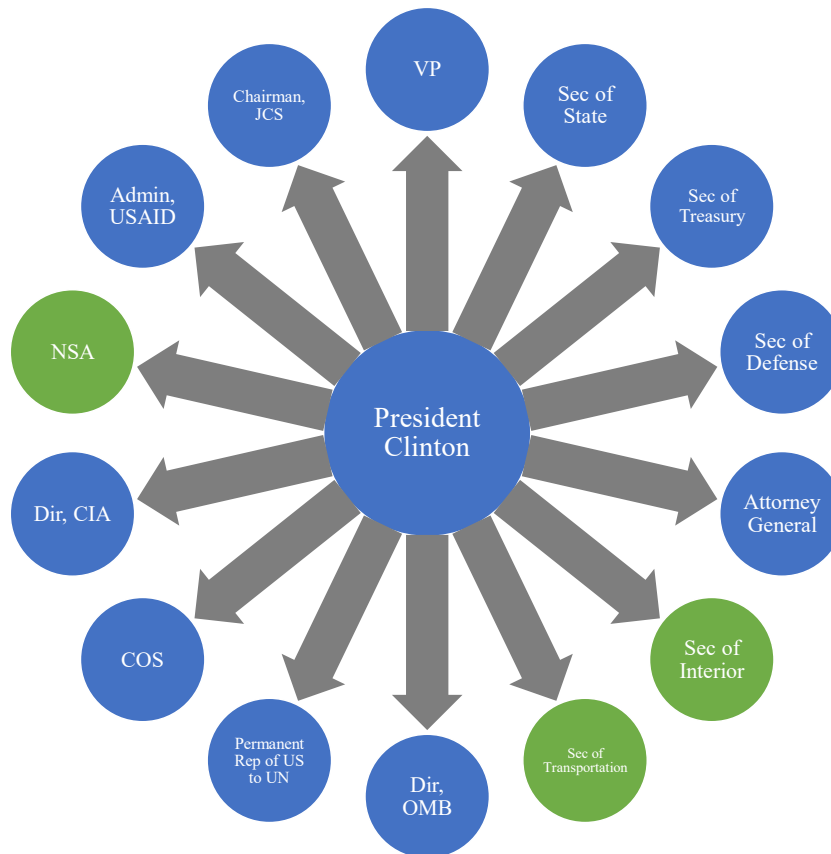 VP
Sec of
State
Sec of
Treasury
Sec of
Defense
Attorney
General
Sec of
Interior
Sec of
Transportation
Dir,
OMB
Permanent
Rep of US
to UN
COS
Dir, CIA
NSA
Admin,
USAID
Chairman,
JCS
President
Clinton